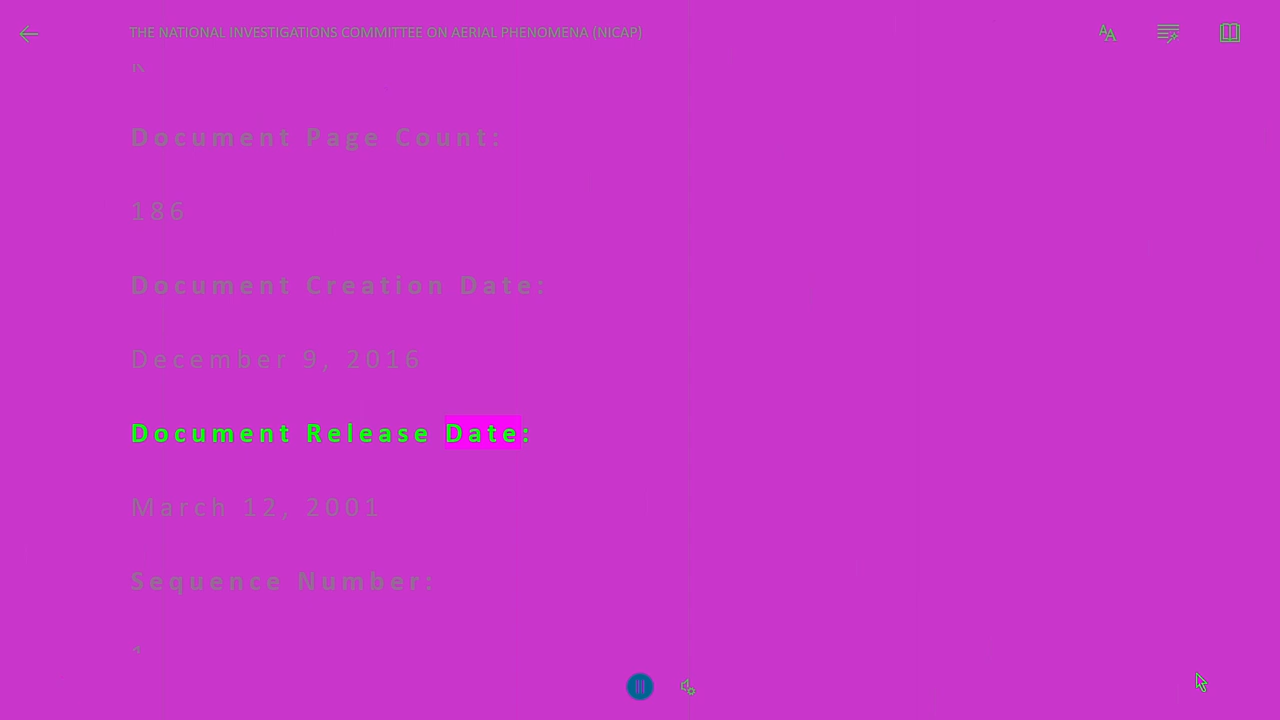 THE NATIONAL INVESTIGATIONS COMMITTEE ON AERIAL PHENOMENA (NICAP)
Document Page Count:
186
Document Creation Date:
December 9, 2016
Document Release Date:
March 12, 2001
Sequence Number: